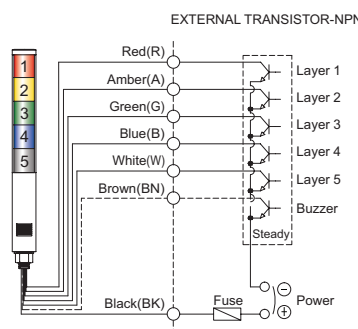 EXTERNAL TRANSISTOR-NPN
Red(R)
Layer 1
Amber(A)
Layer 2
Green(G)
Layer 3
Blue(B)
Layer 4
White(W)
Layer 5
Brown(BN)
Buzzer
Steady
Black(BK)
Fuse
Power
1
2
3
4
5